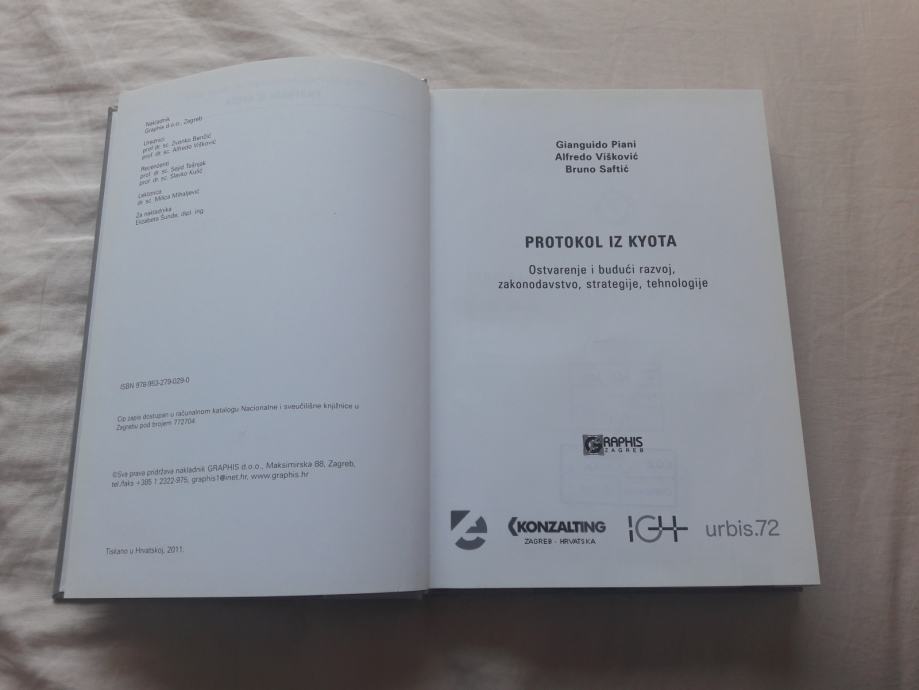 Nakladnik
Graphis d.o.o., Zagreb
Urednici
prof. dr. sc. Zvonko Benčić
prof. dr. sc. Alfredo Višković
Recenzenti
prof. dr. sc. Sejid Tešnjak
prof. dr. sc. Slavko Kušić
Lektorica
dr. sc. Milica Mihaljević
Za nakladnika
Elizabeta Šunde, dipl. ing.
ISBN 978-953-279-029-0
Cip zapis dostupan u računalnom katalogu Nacionalne i sveučilišne knjižnice u
Zagrebu pod brojem 772704
©Sva prava pridržava nakladnik GRAPHIS d.o.o., Maksimirska 88, Zagreb,
tel./faks +385 1 2322-975, graphis1@inet.hr, www.graphis.hr
Tiskano u Hrvatskoj, 2011.
Gianguido Piani
Alfredo Višković
Bruno Saftić
PROTOKOL IZ KYOTA
Ostvarenje i budući razvoj,
zakonodavstvo, strategije, tehnologije
GRAPHIS
ZAGREB
KONZALTING
ZAGREB - HRVATSKA
IGH
urbis.72